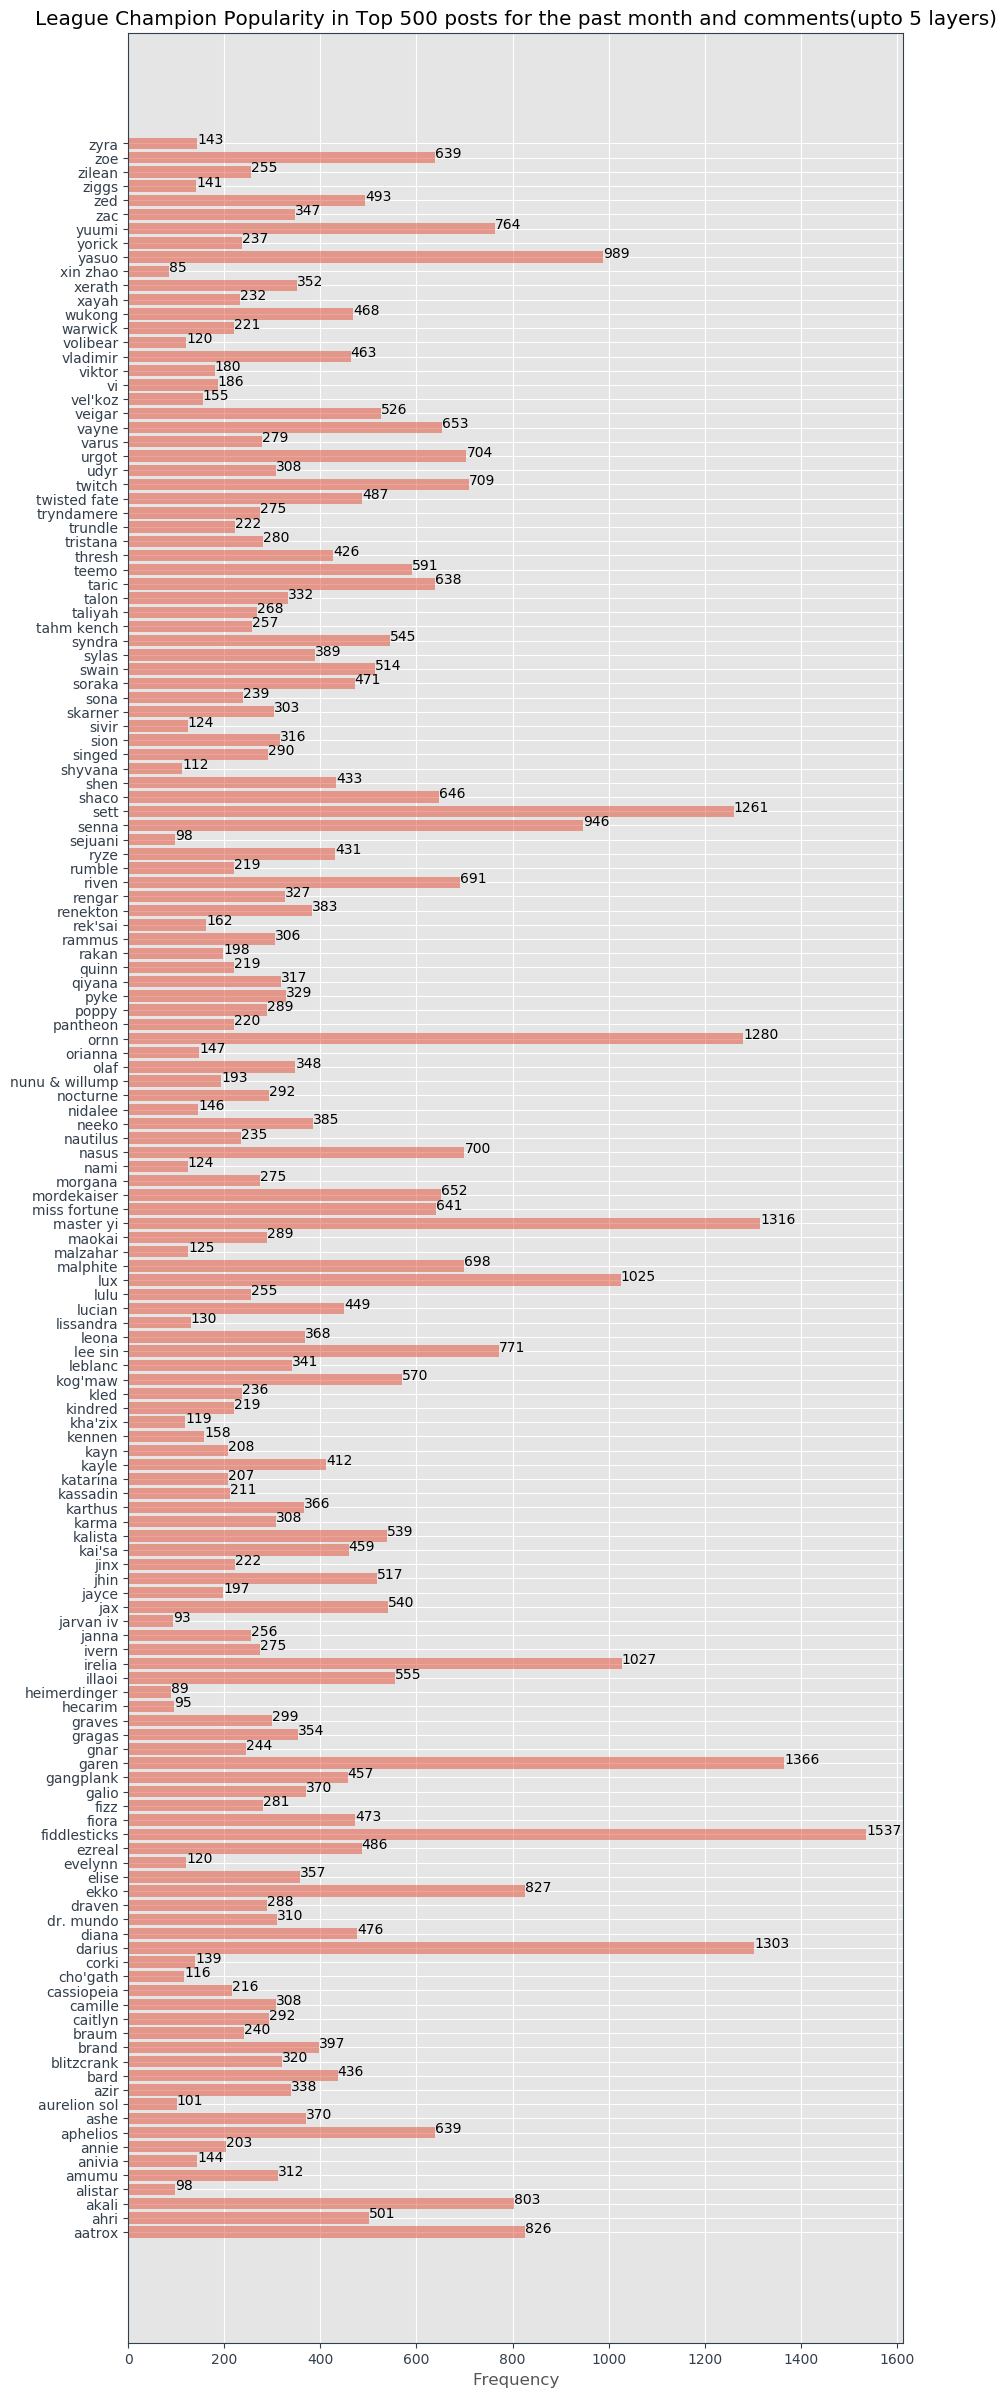 League Champion Popularity in Top 500 posts for the past month and comments(upto 5 layers)
zyra 143
zoe 639
zilean 255
ziggs 141
zed 493
zac 347
yuumi 764
yorick 237
yasuo 989
xin zhao 85
xerath 352
xayah 232
wukong 468
warwick 221
volibear 120
vladimir 463
viktor 180
vi 186
vel'koz 155
veigar 526
vayne 653
varus 279
urgot 704
udyr 308
twitch 709
twisted fate 487
tryndamere 275
trundle 222
tristana 280
thresh 426
teemo 591
taric 638
talon 332
taliyah 268
tahm kench 257
syndra 545
sylas 389
swain 514
soraka 471
sona 239
skarner 303
sivir 124
sion 316
singed 290
shyvana 112
shen 433
shaco 646
sett 1261
senna 946
sejuani 98
ryze 431
rumble 219
riven 691
rengar 327
renekton 383
rek'sai 162
rammus 306
rakan 198
quinn 219
qiyana 317
pyke 329
poppy 289
pantheon 220
ornn 1280
orianna 147
olaf 348
nunu & willump 193
nocturne 292
nidalee 146
neeko 385
nautilus 235
nasus 700
nami 124
morgana 275
mordekaiser 652
miss fortune 641
master yi 1316
maokai 289
malzahar 125
malphite 698
lux 1025
lulu 255
lucian 449
lissandra 130
leona 368
lee sin 771
leblanc 341
kog'maw 570
kled 236
kindred 219
kha'zix 119
kennen 158
kayn 208
kayle 412
katarina 207
kassadin 211
karthus 366
karma 308
kalista 539
kai'sa 459
jinx 222
jhin 517
jayce 197
jax 540
jarvan iv 93
janna 256
ivern 275
irelia 1027
illaoi 555
heimerdinger 89
hecarim 95
graves 299
gragas 354
gnar 244
garen 1366
gangplank 457
galio 370
fizz 281
fiora 473
fiddlesticks 1537
ezreal 486
evelynn 120
elise 357
ekko 827
draven 288
dr. mundo 310
diana 476
darius 1303
corki 139
cho'gath 116
cassiopeia 216
camille 308
caitlyn 292
braum 240
brand 397
blitzcrank 320
bard 436
azir 338
aurelion sol 101
ashe 370
aphelios 639
annie 203
anivia 144
amumu 312
alistar 98
akali 803
ahri 501
aatrox 826
0 200 400 600 800 1000 1200 1400 1600
Frequency